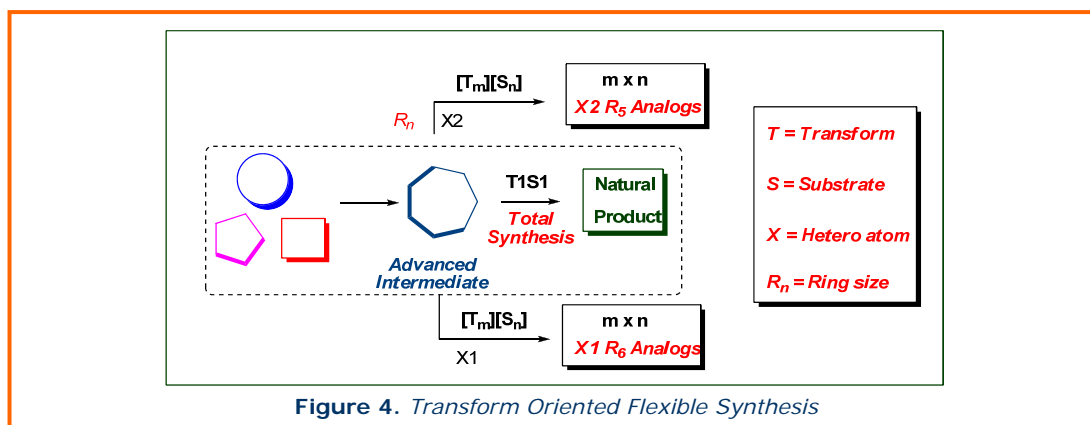 [Tm][Sn]
Rn
X2
m x n
X2 R5 Analogs
T1S1
Total
Synthesis
Natural
Product
Advanced
Intermediate
[Tm][Sn]
X1
m x n
X1 R6 Analogs
T = Transform
S = Substrate
X = Hetero atom
Rn = Ring size
Figure 4. Transform Oriented Flexible Synthesis